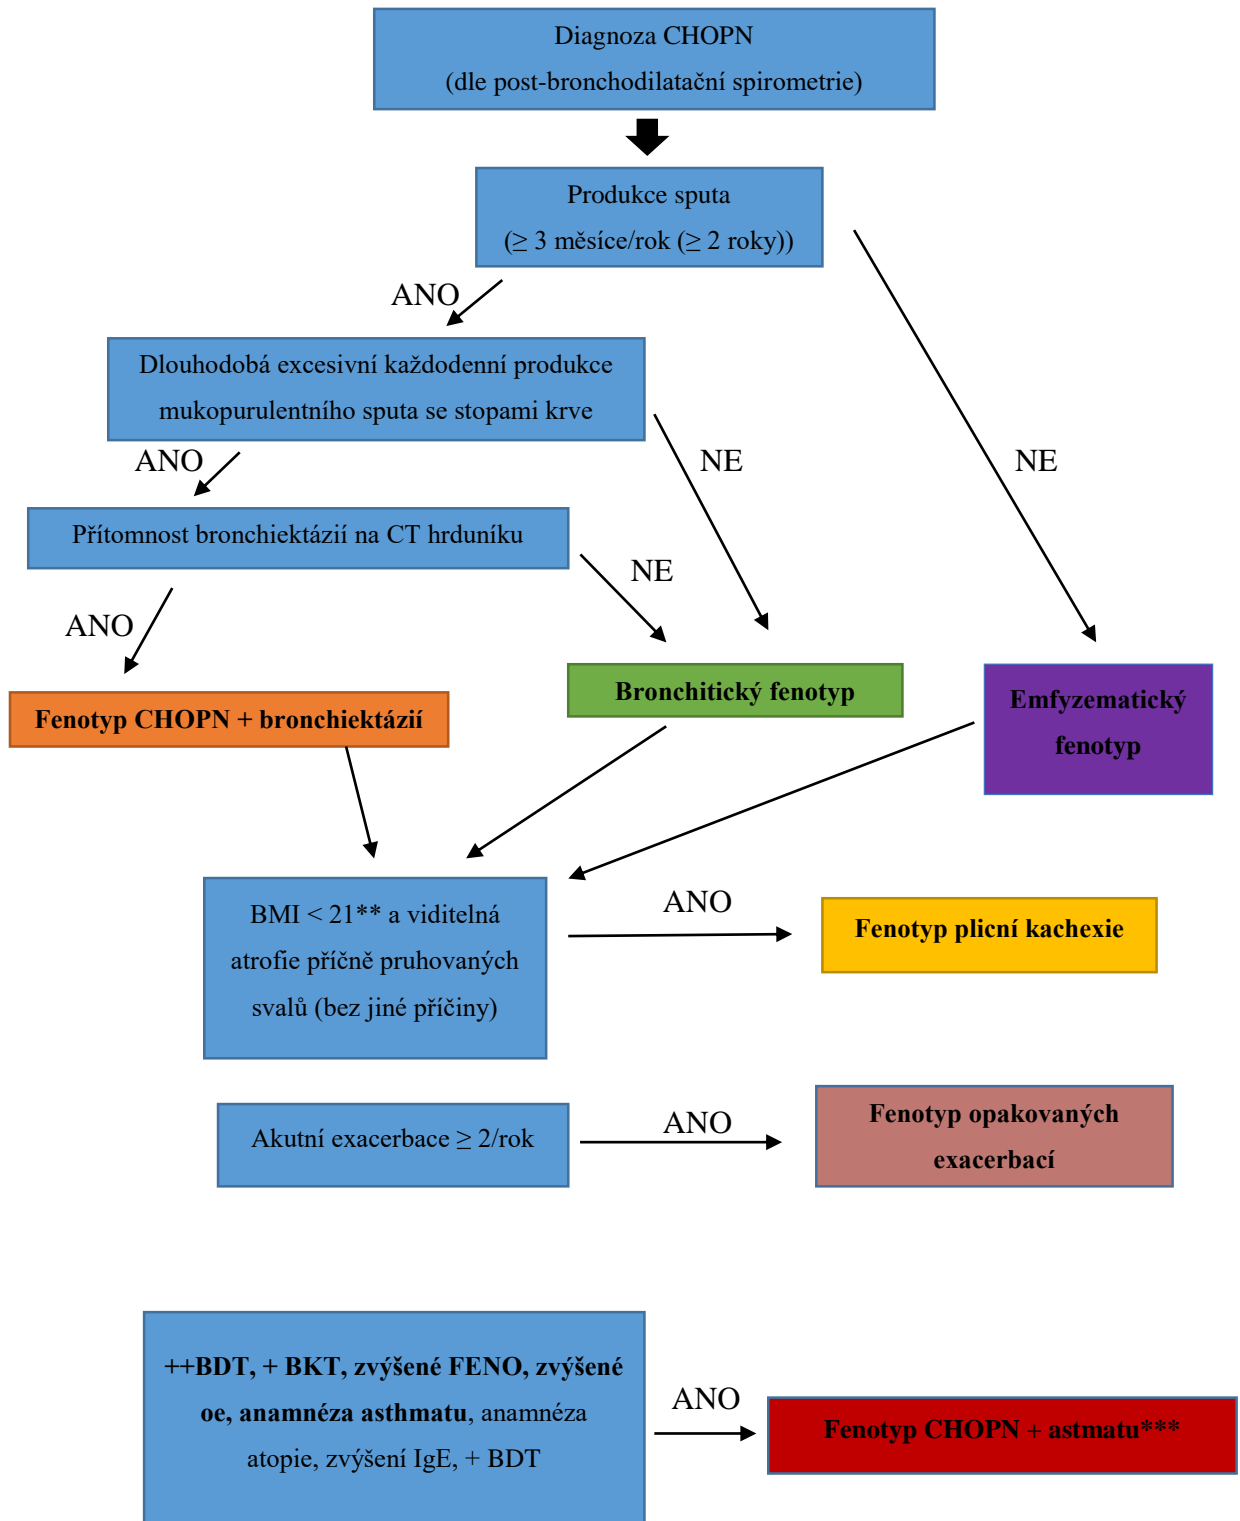 Diagnoza CHOPN
(dle post-bronchodilatační spirometrie)
Produkce sputa
(≥ 3 měsíce/rok (≥ 2 roky))
ANO
Dlouhodobá excesivní každodenní produkce
mukopurulentního sputa se stopami krve
ANO
NE
NE
Přítomnost bronchiektázií na CT hrduníku
NE
ANO
Fenotyp CHOPN + bronchiektázií
Bronchitický fenotyp
Emfyzematický
fenotyp
BMI < 21** a viditelná
atrofie příčně pruhovaných
svalů (bez jiné příčiny)
ANO
Fenotyp plicní kachexie
Akutní exacerbace ≥ 2/rok
ANO
Fenotyp opakovaných
exacerbací
++BDT, + BKT, zvýšené FENO, zvýšené
oe, anamnéza asthmatu, anamnéza
atopie, zvýšení IgE, + BDT
ANO
Fenotyp CHOPN + astmatu***